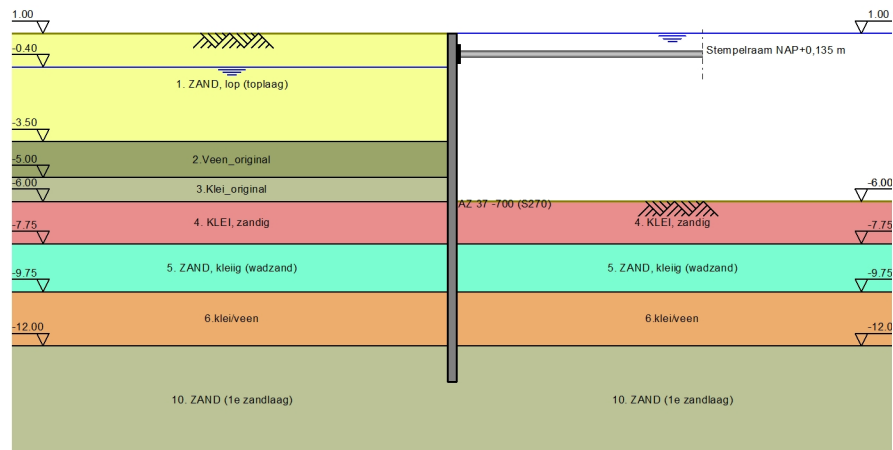 1.00
1.00
Stempelraam NAP+0,135 m
-0.40
1. ZAND, lop (toplaag)
-3.50
2.Veen_original
-5.00
3.Klei_original
-6.00
-6.00
AZ 37 -700 (S270)
4. KLEI, zandig
4. KLEI, zandig
-7.75
-7.75
5. ZAND, kleiig (wadzand)
5. ZAND, kleiig (wadzand)
-9.75
-9.75
6.klei/veen
6.klei/veen
-12.00
-12.0
10. ZAND (1e zandlaag)
10. ZAND (1e zandlaag)